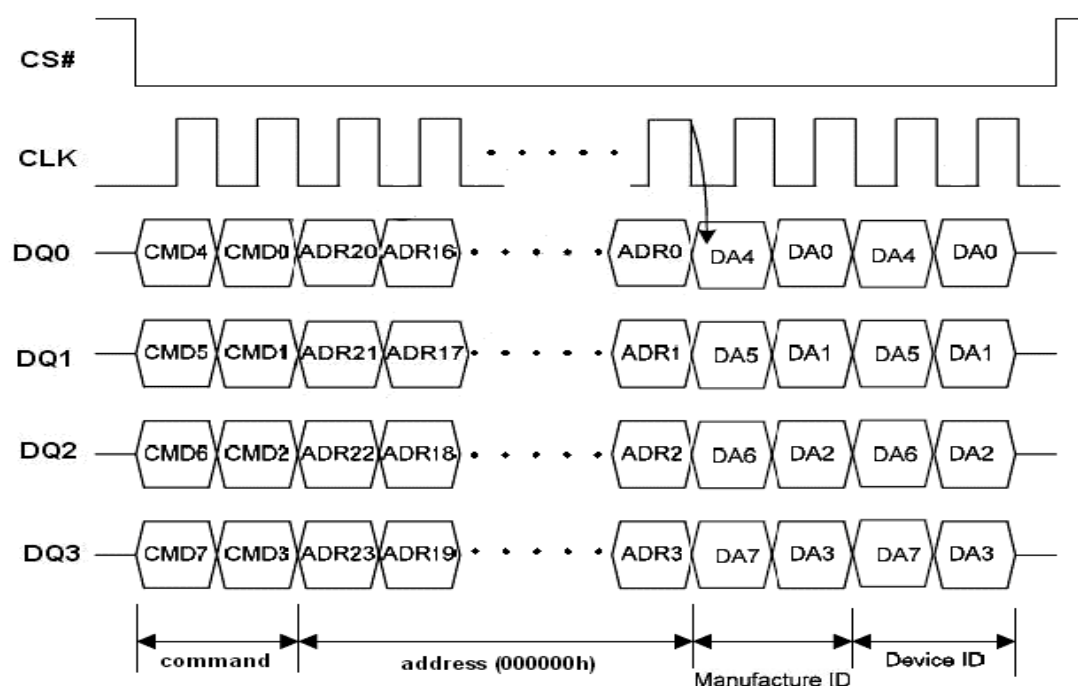 CS#
CLK
DQ0 CMD4 CMD0 ADR20 ADR16 ADR0 DA4 DA0 DA4 DA0
DQ1 CMD5 CMD1 ADR21 ADR17 ADR1 DA5 DA1 DA5 DA1
DQ2 CMD6 CMD2 ADR22 ADR18 ADR2 DA6 DA2 DA6 DA2
DQ3 CMD7 CMD3 ADR23 ADR19 ADR3 DA7 DA3 DA7 DA3
command address (000000h) Manufacture ID Device ID